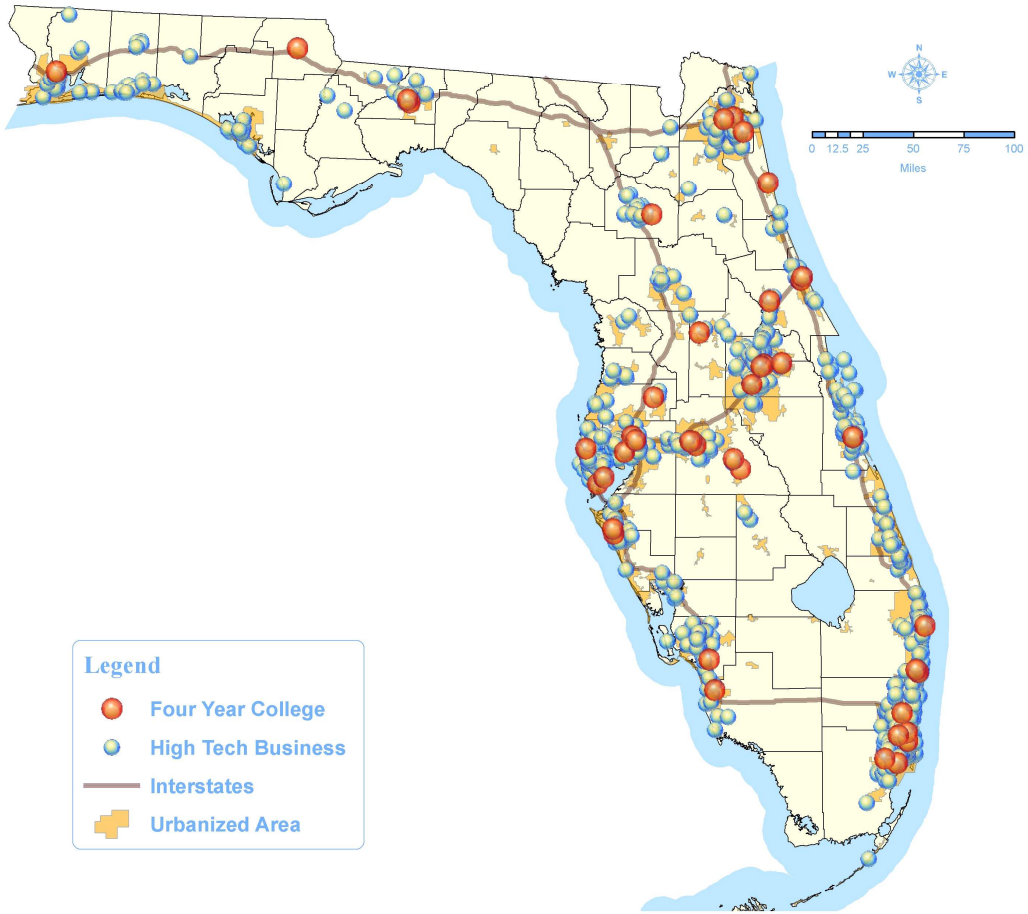 N
W E
S
0 12.5 25 50 75 100
Miles
Legend
Four Year College
High Tech Business
Interstates
Urbanized Area